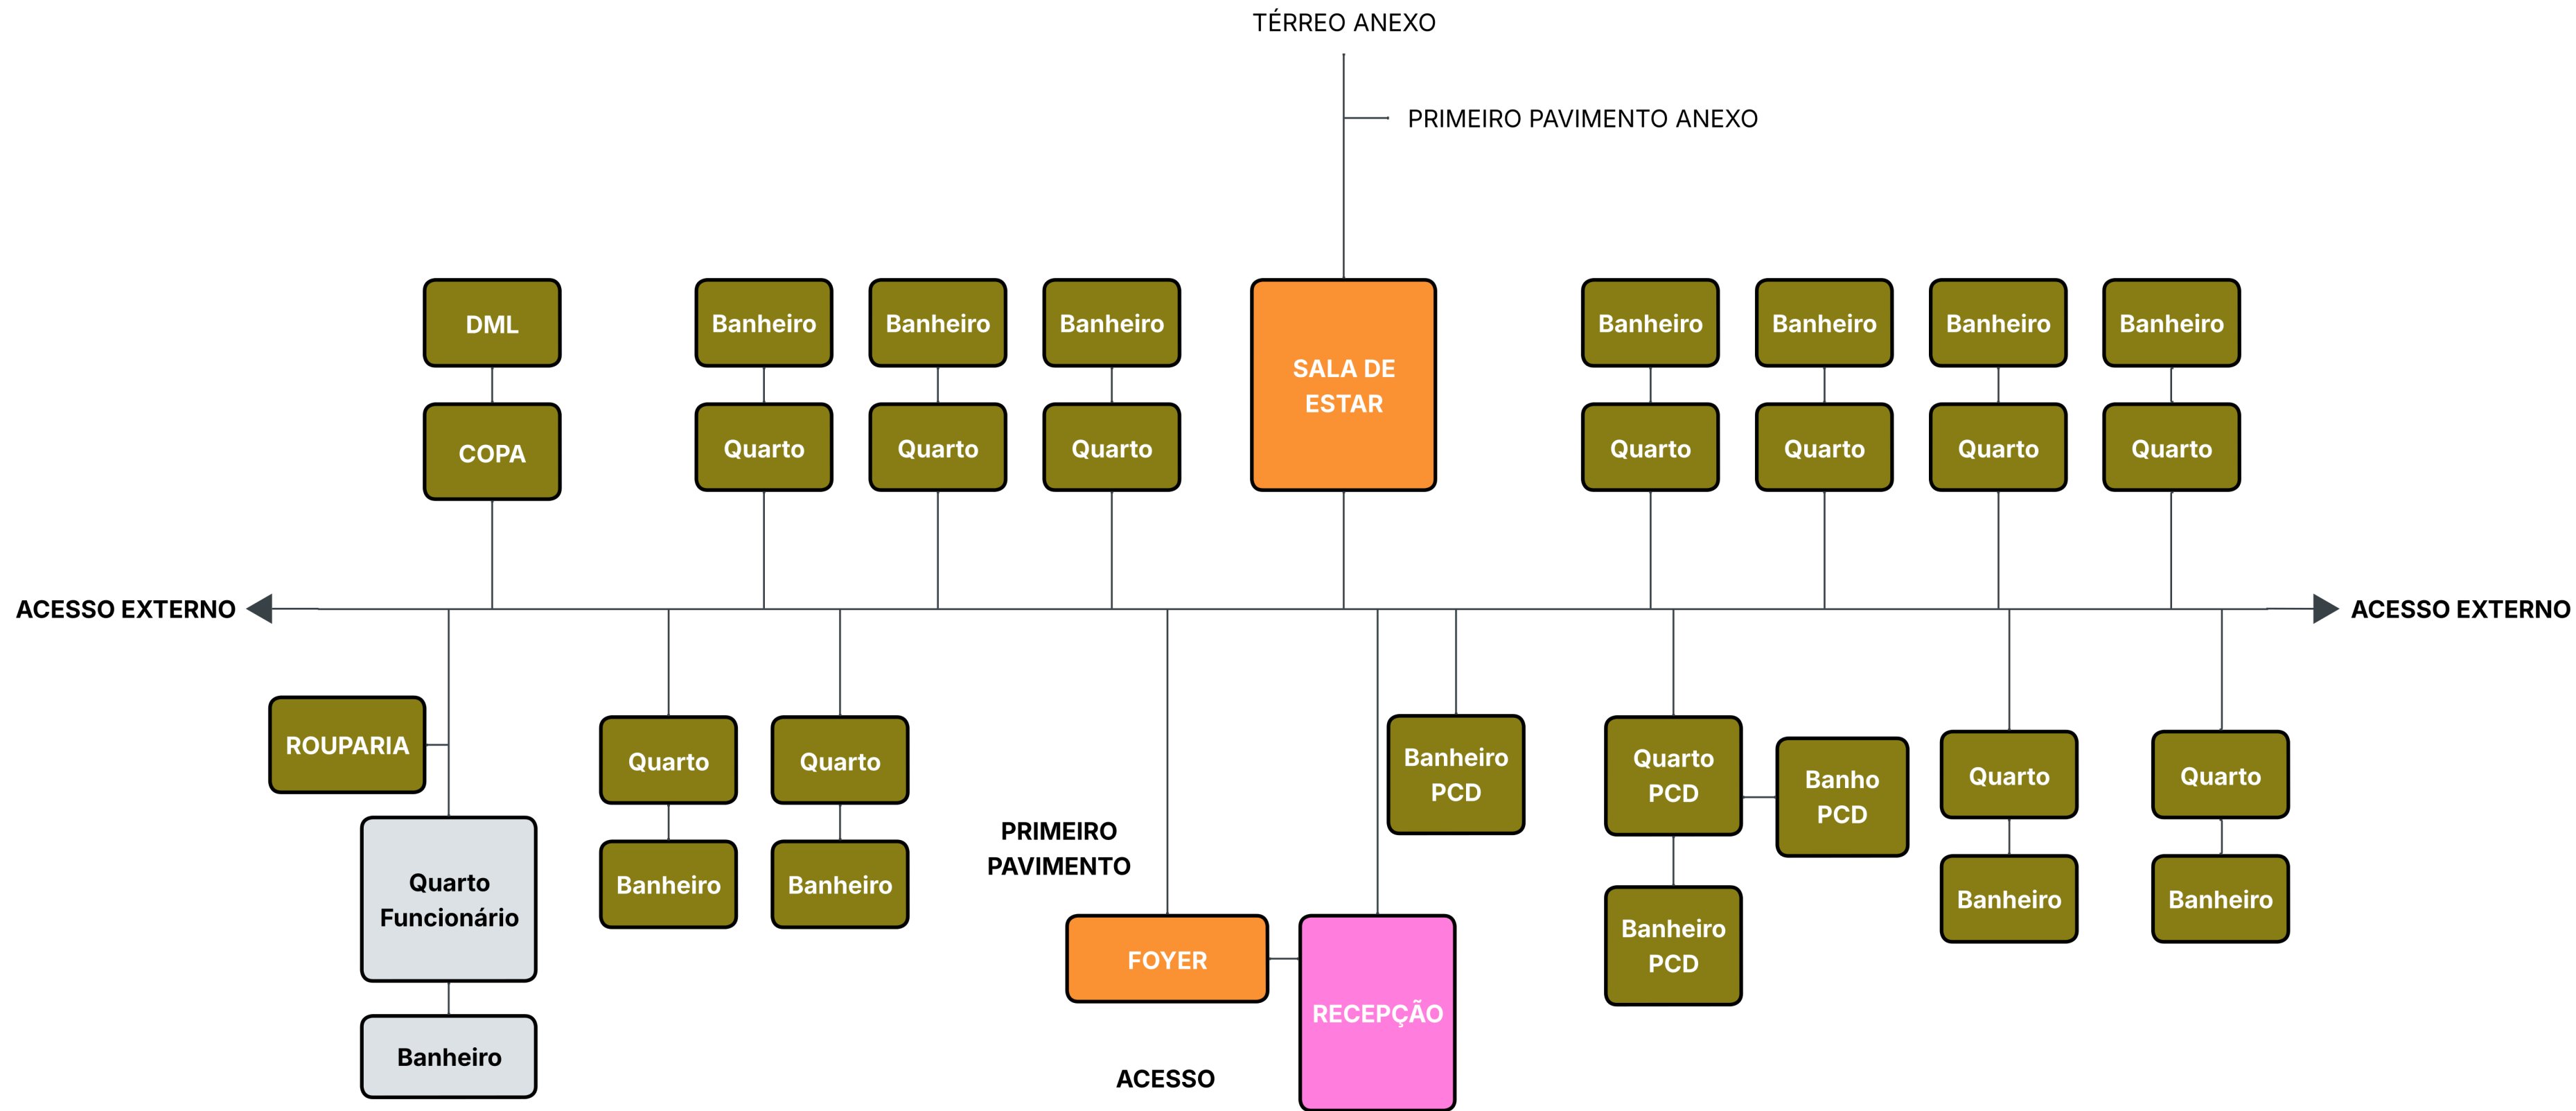 TÉRREO ANEXO
PRIMEIRO PAVIMENTO ANEXO
DML
Banheiro
Banheiro
Banheiro
SALA DE
ESTAR
Banheiro
Banheiro
Banheiro
Banheiro
COPA
Quarto
Quarto
Quarto
Quarto
Quarto
Quarto
Quarto
ACESSO EXTERNO
ACESSO EXTERNO
ROUPARIA
Quarto
Quarto
Banheiro
PCD
Quarto
PCD
Banho
PCD
Quarto
Quarto
PRIMEIRO
PAVIMENTO
Quarto
Funcionário
Banheiro
Banheiro
Banheiro
PCD
Banheiro
Banheiro
FOYER
RECEPÇÃO
Banheiro
ACESSO